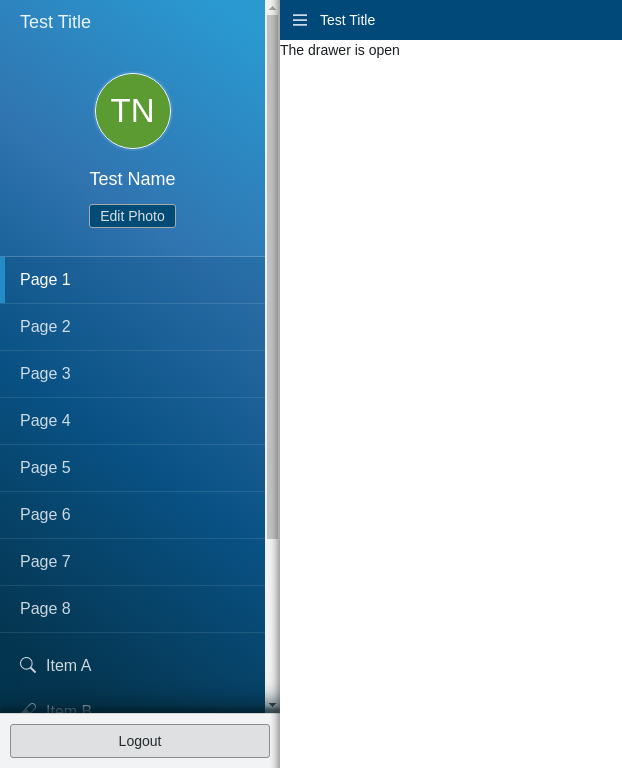 Test Title
TN
Test Name
Edit Photo
Page 1
Page 2
Page 3
Page 4
Page 5
Page 6
Page 7
Page 8
Item A
Item B
Logout
Test Title
The drawer is open